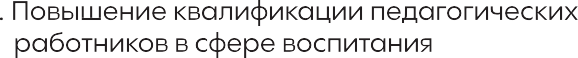 . Повышение квалификации педагогических
работников в сфере воспитания